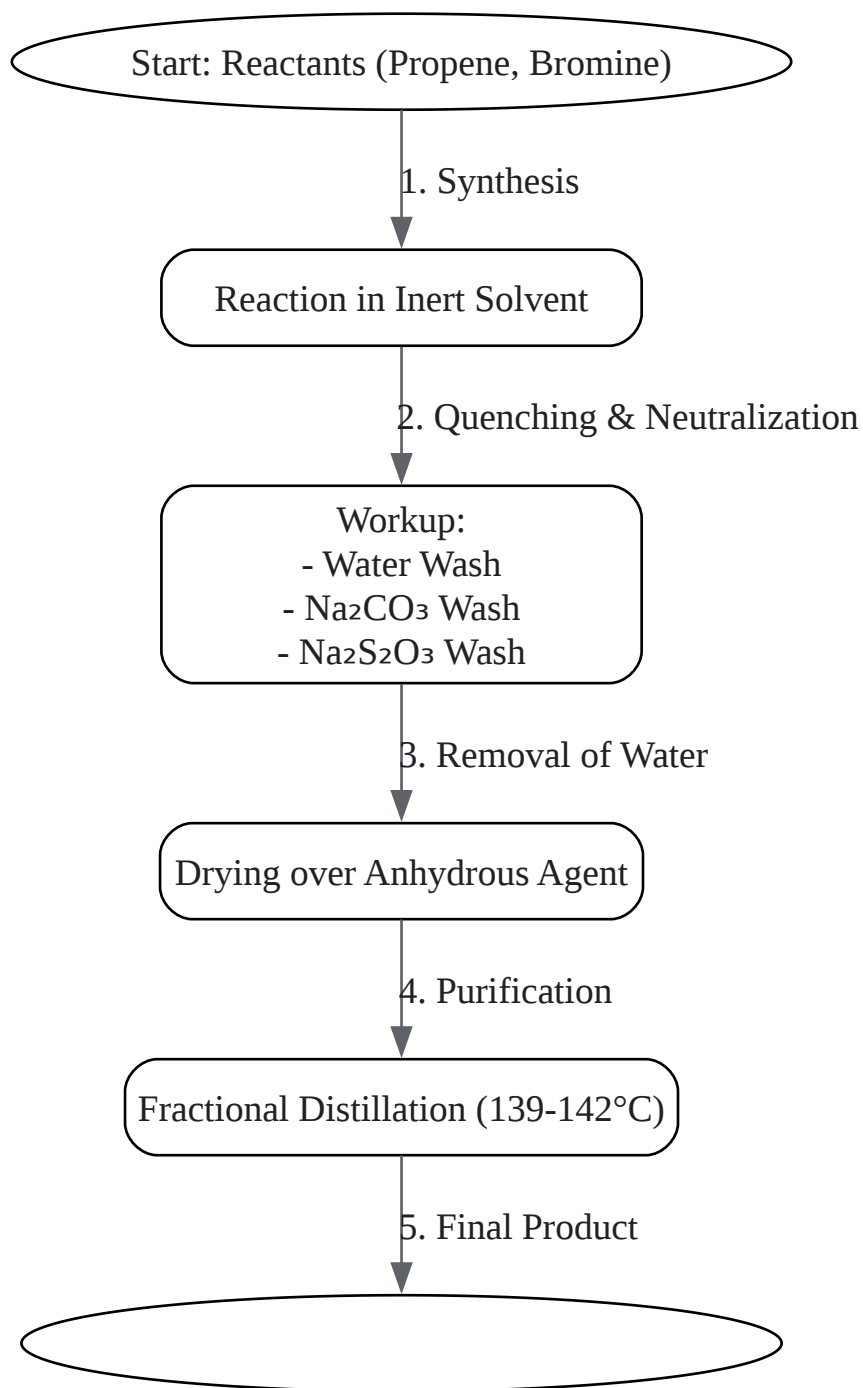 Start: Reactants (Propene, Bromine)
1. Synthesis
Reaction in Inert Solvent
2. Quenching & Neutralization
Workup:
- Water Wash
- Na₂CO₃ Wash
- Na₂S₂O₃ Wash
3. Removal of Water
Drying over Anhydrous Agent
4. Purification
Fractional Distillation (139-142°C)
5. Final Product